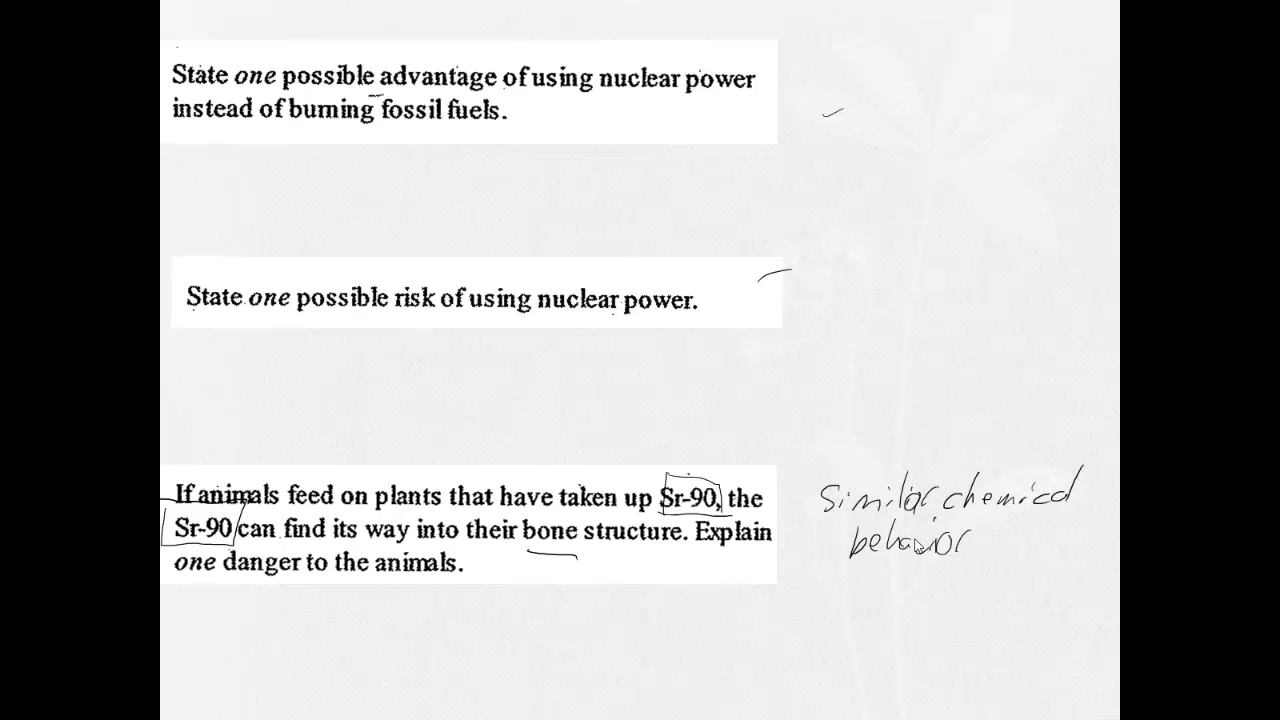 State one possible advantage of using nuclear power
instead of burning fossil fuels.
State one possible risk of using nuclear power.
If animals feed on plants that have taken up Sr-90, the
Sr-90 can find its way into their bone structure. Explain
one danger to the animals.
Similar chemical
behavior